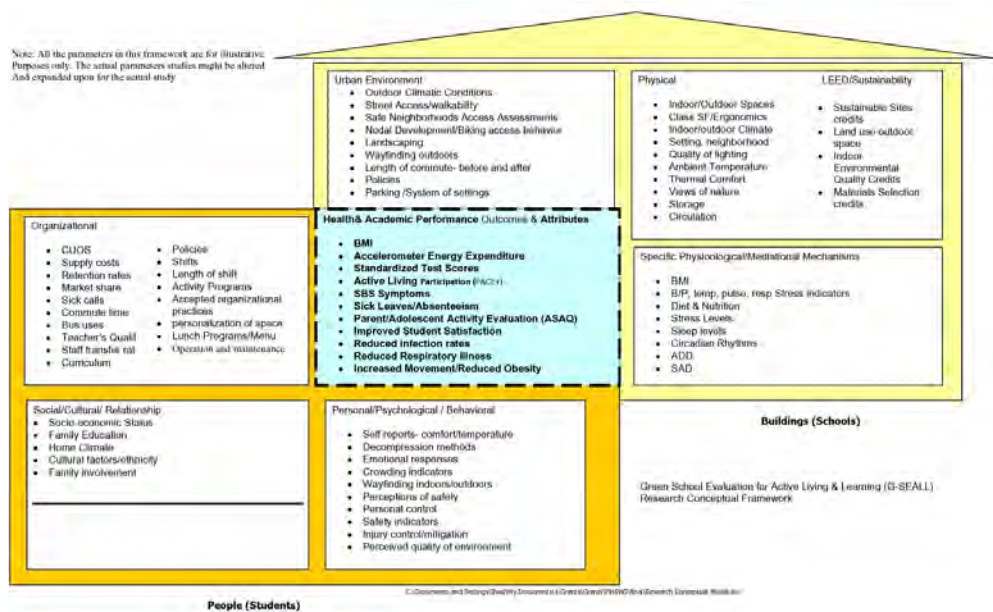 Note: All the parameters in this framework are for illustrative
Purposes only. The actual parameters studies might be altered
And expanded upon for the actual study
Urban Environment
• Outdoor Climatic Conditions
• Street Access/walkability
• Safe Neighborhoods Access Assessments
• Nodal Development/Biking access behavior
• Landscaping
• Wayfinding outdoors
• Length of commute- before and after
• Policies
• Parking /System of settings
Physical
• Indoor/Outdoor Spaces
• Class SF/Ergonomics
• Indoor/outdoor Climate
• Setting, neighborhood
• Quality of lighting
• Ambient Temperature
• Thermal Comfort
• Views of nature
• Storage
• Circulation
LEED/Sustainability
• Sustainable Sites
credits
• Land use-outdoor
space
• Indoor
Environmental
Quality Credits
• Materials Selection
credits
Organizational
• CUOS
• Supply costs
• Retention rates
• Market share
• Sick calls
• Commute time
• Bus uses
• Teacher's Qualif
• Staff transfer rat
• Curriculum
• Policies
• Shifts
• Length of shift
• Activity Programs
• Accepted organizational
practices
• personalization of space
• Lunch Programs/Menu
• Operation and maintenance
Health& Academic Performance Outcomes & Attributes
• BMI
• Accelerometer Energy Expenditure
• Standardized Test Scores
• Active Living Participation (PACE+)
• SBS Symptoms
• Sick Leaves/Absenteeism
• Parent/Adolescent Activity Evaluation (ASAQ)
• Improved Student Satisfaction
• Reduced infection rates
• Reduced Respiratory illness
• Increased Movement/Reduced Obesity
Specific Physiological/Mediational Mechanisms
• BMI
• B/P, temp, pulse, resp Stress indicators
• Diet & Nutrition
• Stress Levels
• Sleep levels
• Circadian Rhythms
• ADD
• SAD
Buildings (Schools)
Social/Cultural/ Relationship
• Socio-economic Status
• Family Education
• Home Climate
• Cultural factors/ethnicity
• Family involvement
Personal/Psychological / Behavioral
• Self reports- comfort/temperature
• Decompression methods
• Emotional responses
• Crowding indicators
• Wayfinding indoors/outdoors
• Perceptions of safety
• Personal control
• Safety indicators
• Injury control/mitigation
• Perceived quality of environment
Green School Evaluation for Active Living & Learning (G-SEALL)
Research Conceptual Framework
People (Students)